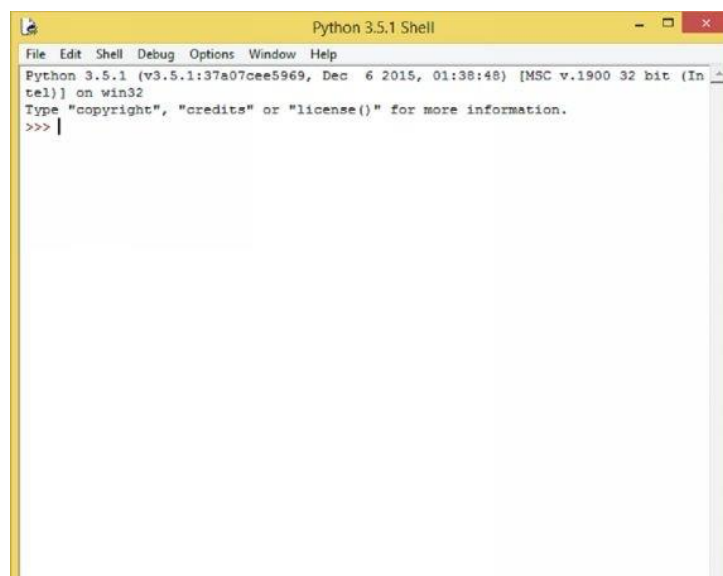 Python 3.5.1 Shell
File Edit Shell Debug Options Window Help
Python 3.5.1 (v3.5.1:37a07cee5969, Dec  6 2015, 01:38:48) [MSC v.1900 32 bit (In
tel)] on win32
Type "copyright", "credits" or "license()" for more information.
>>>